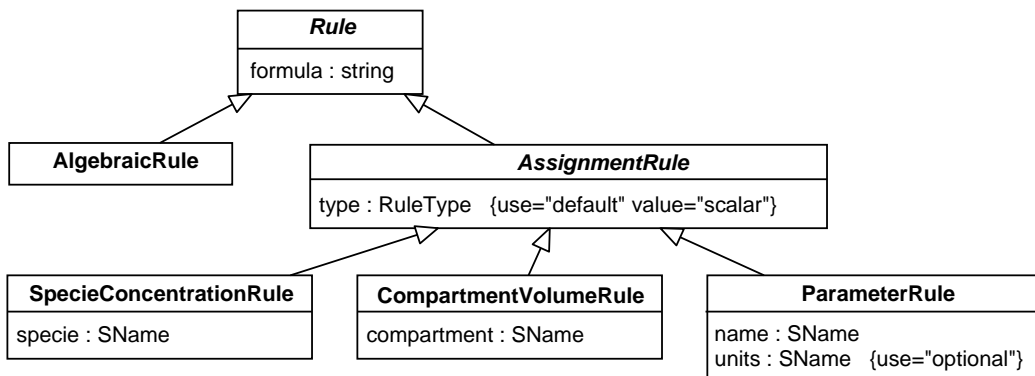 Rule
formula : string
AlgebraicRule
AssignmentRule
type : RuleType {use="default" value="scalar"}
SpecieConcentrationRule
specie : SName
CompartmentVolumeRule
compartment : SName
ParameterRule
name : SName
units : SName {use="optional"}